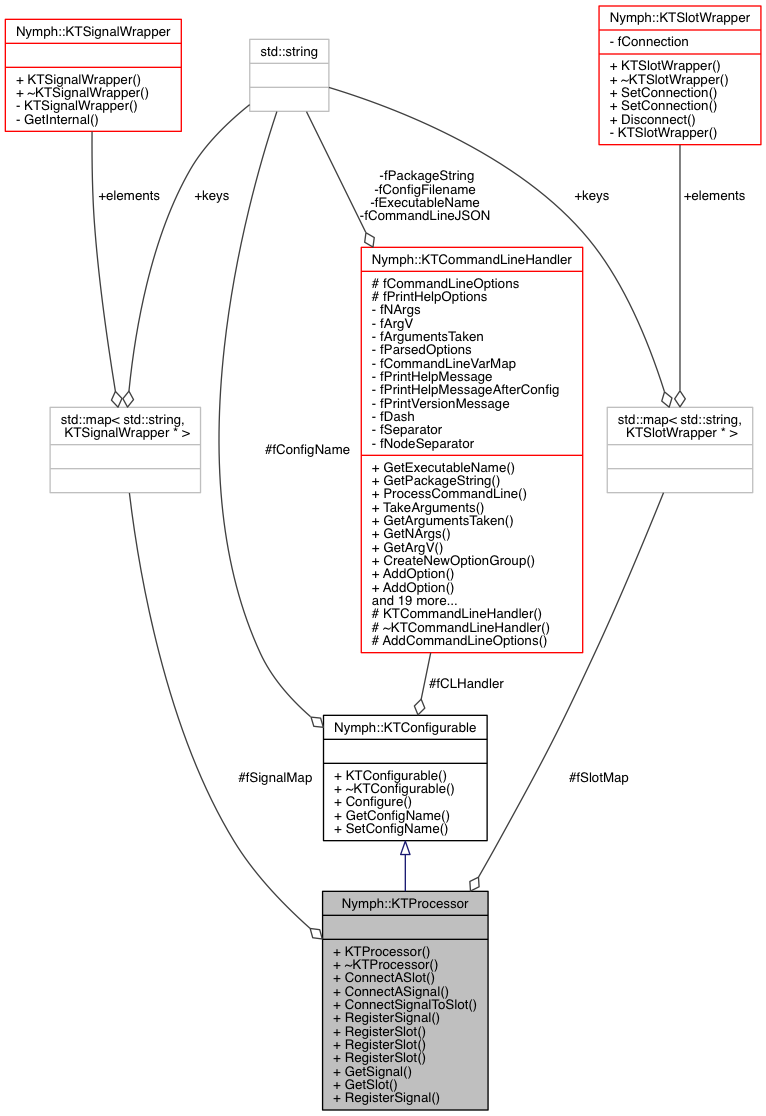 Nymph::KTSignalWrapper
+ KTSignalWrapper()
+ ~KTSignalWrapper()
- KTSignalWrapper()
- GetInternal()
std::string
Nymph::KTSlotWrapper
- fConnection
+ KTSlotWrapper()
+ ~KTSlotWrapper()
+ SetConnection()
+ SetConnection()
+ Disconnect()
- KTSlotWrapper()
+elements
+keys
-fPackageString
-fConfigFilename
-fExecutableName
-fCommandLineJSON
+keys
+elements
Nymph::KTCommandLineHandler
# fCommandLineOptions
# fPrintHelpOptions
- fNArgs
- fArgV
- fArgumentsTaken
- fParsedOptions
- fCommandLineVarMap
- fPrintHelpMessage
- fPrintHelpMessageAfterConfig
- fPrintVersionMessage
- fDash
- fSeparator
- fNodeSeparator
+ GetExecutableName()
+ GetPackageString()
+ ProcessCommandLine()
+ TakeArguments()
+ GetArgumentsTaken()
+ GetNArgs()
+ GetArgV()
+ CreateNewOptionGroup()
+ AddOption()
+ AddOption()
and 19 more...
# KTCommandLineHandler()
# ~KTCommandLineHandler()
# AddCommandLineOptions()
std::map< std::string,
KTSignalWrapper * >
#fConfigName
std::map< std::string,
KTSlotWrapper * >
#fCLHandler
Nymph::KTConfigurable
+ KTConfigurable()
+ ~KTConfigurable()
+ Configure()
+ GetConfigName()
+ SetConfigName()
#fSignalMap
#fSlotMap
Nymph::KTProcessor
+ KTProcessor()
+ ~KTProcessor()
+ ConnectASlot()
+ ConnectASignal()
+ ConnectSignalToSlot()
+ RegisterSignal()
+ RegisterSlot()
+ RegisterSlot()
+ RegisterSlot()
+ GetSignal()
+ GetSlot()
+ RegisterSignal()